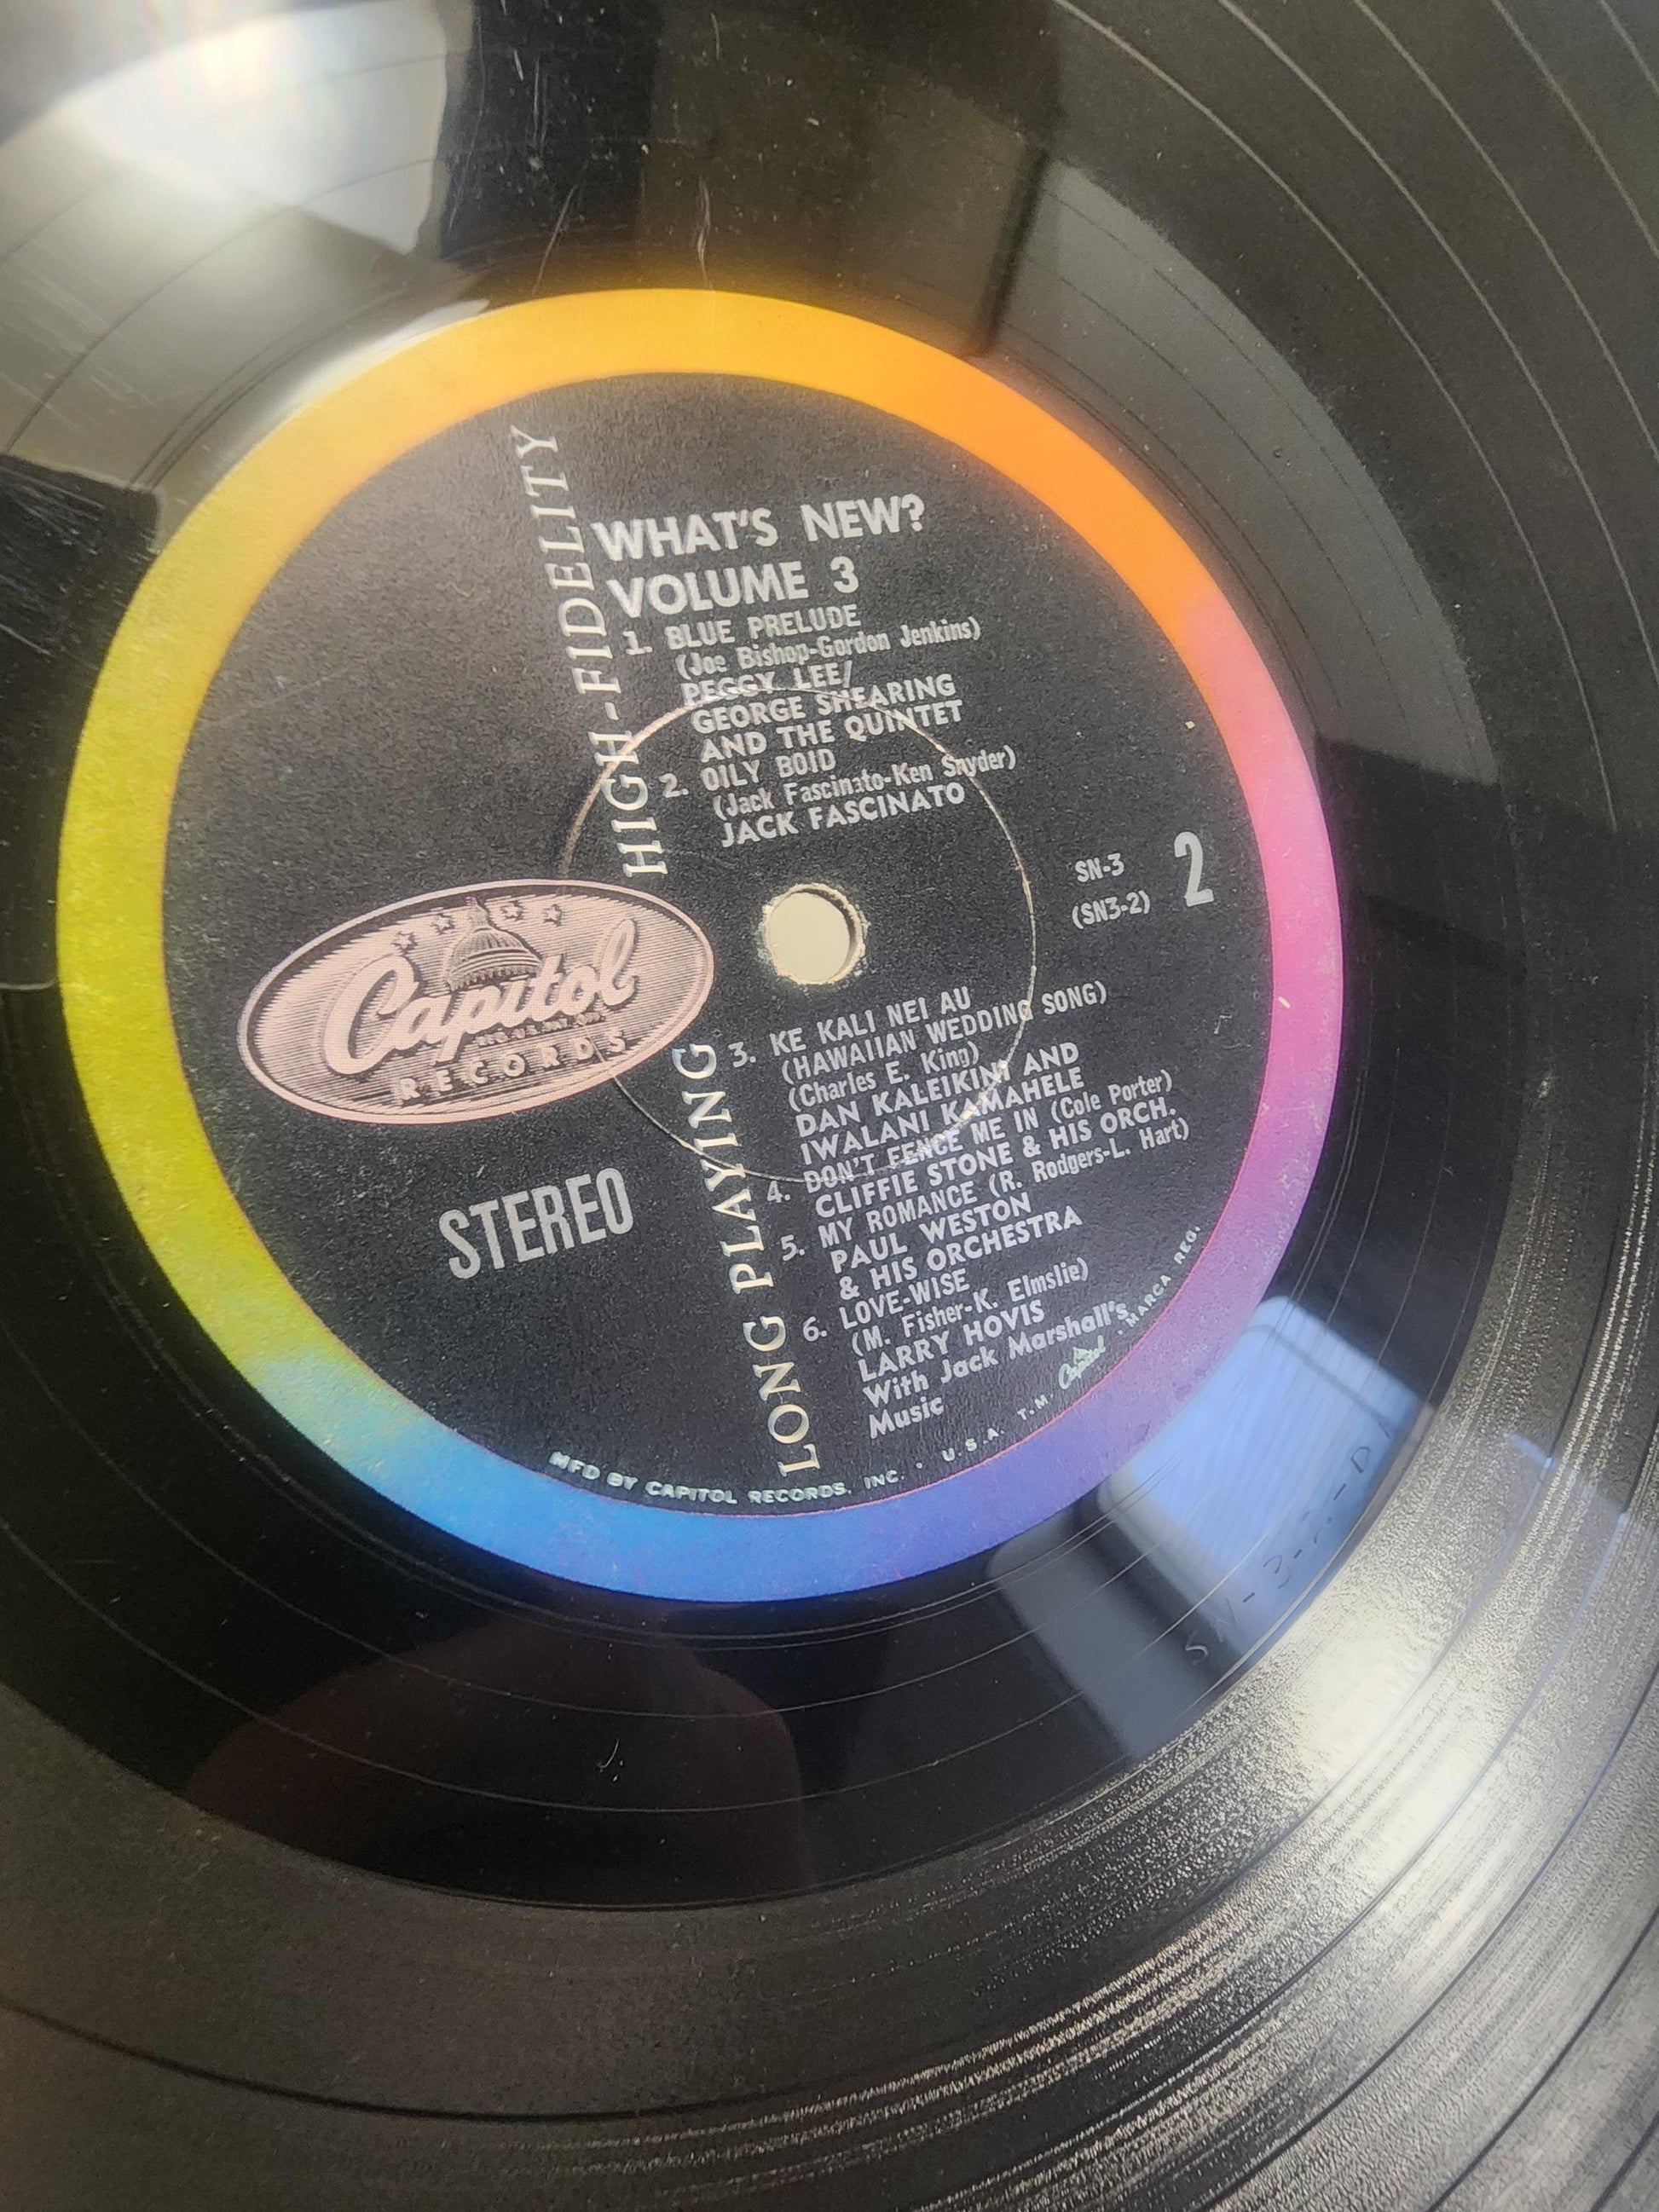 HIGH-FIDELITY
WHAT'S NEW?
VOLUME 3
1. BLUE PRELUDE
(Joe Bishop-Gordon Jenkins)
PEGGY LEE/
GEORGE SHEARING
AND THE QUINTET
2. OILY BOID
(Jack Fascinato-Ken Snyder)
JACK FASCINATO
SN-3
(SN3-2)
2
Capitol
RECORDS
STEREO
LONG PLAYING
3. KE KALI NEI AU
(HAWAIIAN WEDDING SONG)
(Charles E. King)
DAN KALEIKINI AND
IWALANI KAMAHELE
4. DON'T FENCE ME IN (Cole Porter)
CLIFFIE STONE & HIS ORCH.
5. MY ROMANCE (R. Rodgers-L. Hart)
PAUL WESTON
& HIS ORCHESTRA
6. LOVE-WISE
(M. Fisher-K. Elmslie)
LARRY HOVIS
With Jack Marshall's
Music
MFD BY CAPITOL RECORDS, INC. • U.S.A. T.M. Capitol • MARCA REG.